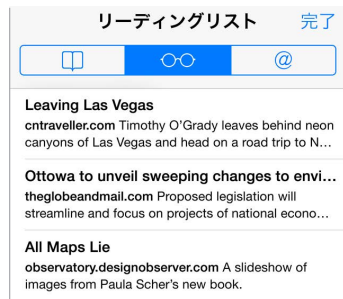 リーディングリスト 完了
@
Leaving Las Vegas
cntraveller.com Timothy O'Grady leaves behind neon
canyons of Las Vegas and head on a road trip to N...
Ottowa to unveil sweeping changes to envi...
theglobeandmail.com Proposed legislation will
streamline and focus on projects of national econo...
All Maps Lie
observatory.designobserver.com A slideshow of
images from Paula Scher's new book.